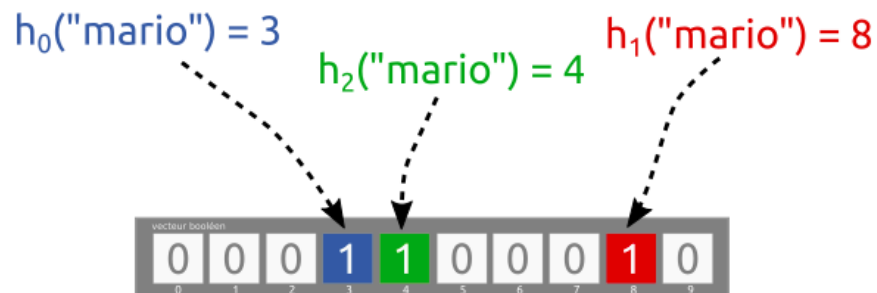 h₀("mario") = 3
h₂("mario") = 4
h₁("mario") = 8
vecteur booléen
0 0 0 1 1 0 0 0 1 0
0 1 2 3 4 5 6 7 8 9